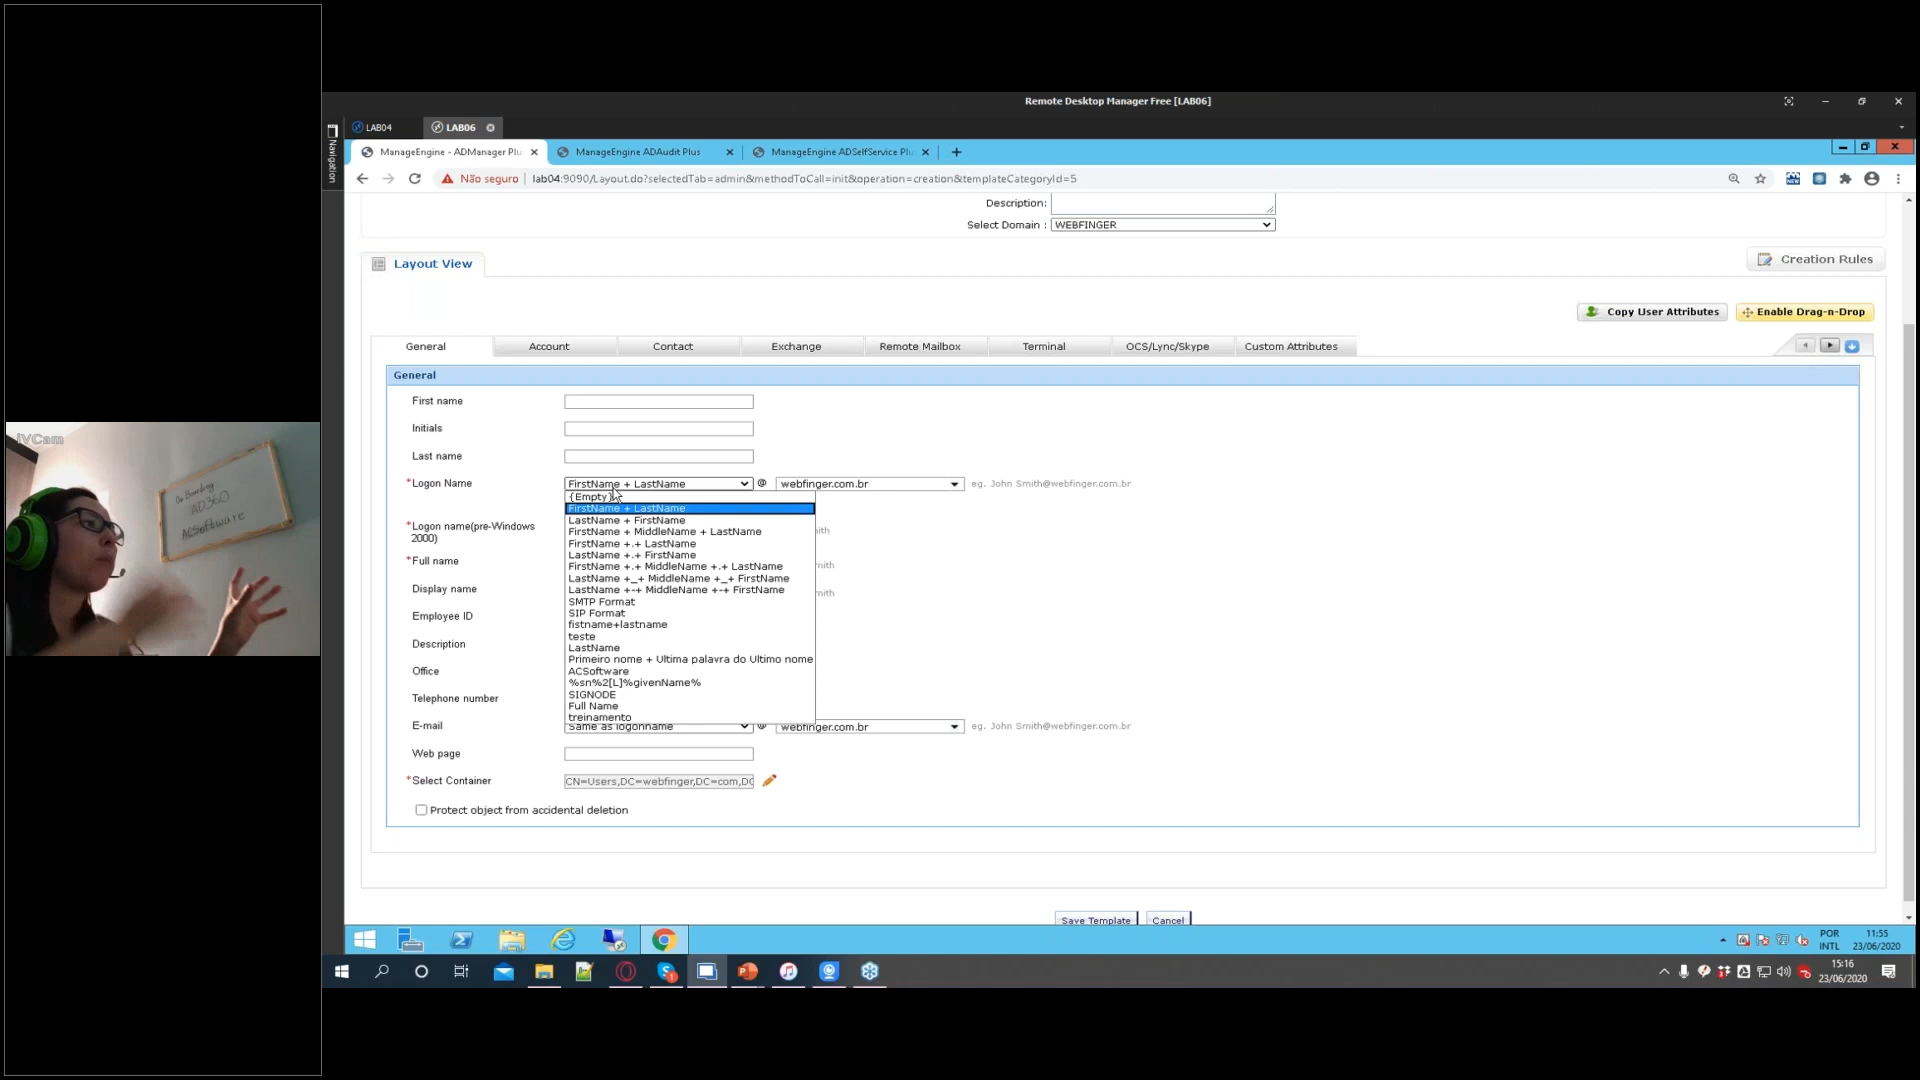 Remote Desktop Manager Free [LAB06]
LAB04
LAB06
Navigation
ManageEngine - ADManager Plu
ManageEngine ADAudit Plus
ManageEngine ADSelfService Plu
Não seguro
lab04:9090/Layout.do?selectedTab=admin&methodToCall=init&operation=creation&templateCategoryId=5
Description:
Select Domain :
WEBFINGER
Layout View
Creation Rules
Copy User Attributes
Enable Drag-n-Drop
General
Account
Contact
Exchange
Remote Mailbox
Terminal
OCS/Lync/Skype
Custom Attributes
General
First name
Initials
Last name
*Logon Name
FirstName + LastName
@
webfinger.com.br
eg. John Smith@webfinger.com.br
{Empty}
FirstName + LastName
LastName + FirstName
FirstName + MiddleName + LastName
FirstName +.+ LastName
LastName +.+ FirstName
FirstName +.+ MiddleName +.+ LastName
LastName +_+ MiddleName +_+ FirstName
LastName +-+ MiddleName +-+ FirstName
SMTP Format
SIP Format
fistname+lastname
teste
LastName
Primeiro nome + Ultima palavra do Ultimo nome
ACSoftware
%sn%2[L]%givenName%
SIGNODE
Full Name
treinamento
*Logon name(pre-Windows
2000)
mith
*Full name
mith
Display name
mith
Employee ID
Description
Office
Telephone number
E-mail
Same as logonname
@
webfinger.com.br
eg. John Smith@webfinger.com.br
Web page
*Select Container
CN=Users,DC=webfinger,DC=com,DC
Protect object from accidental deletion
Save Template
Cancel
POR
INTL
11:55
23/06/2020
15:16
23/06/2020
iVCam
AD360
ACSoftware